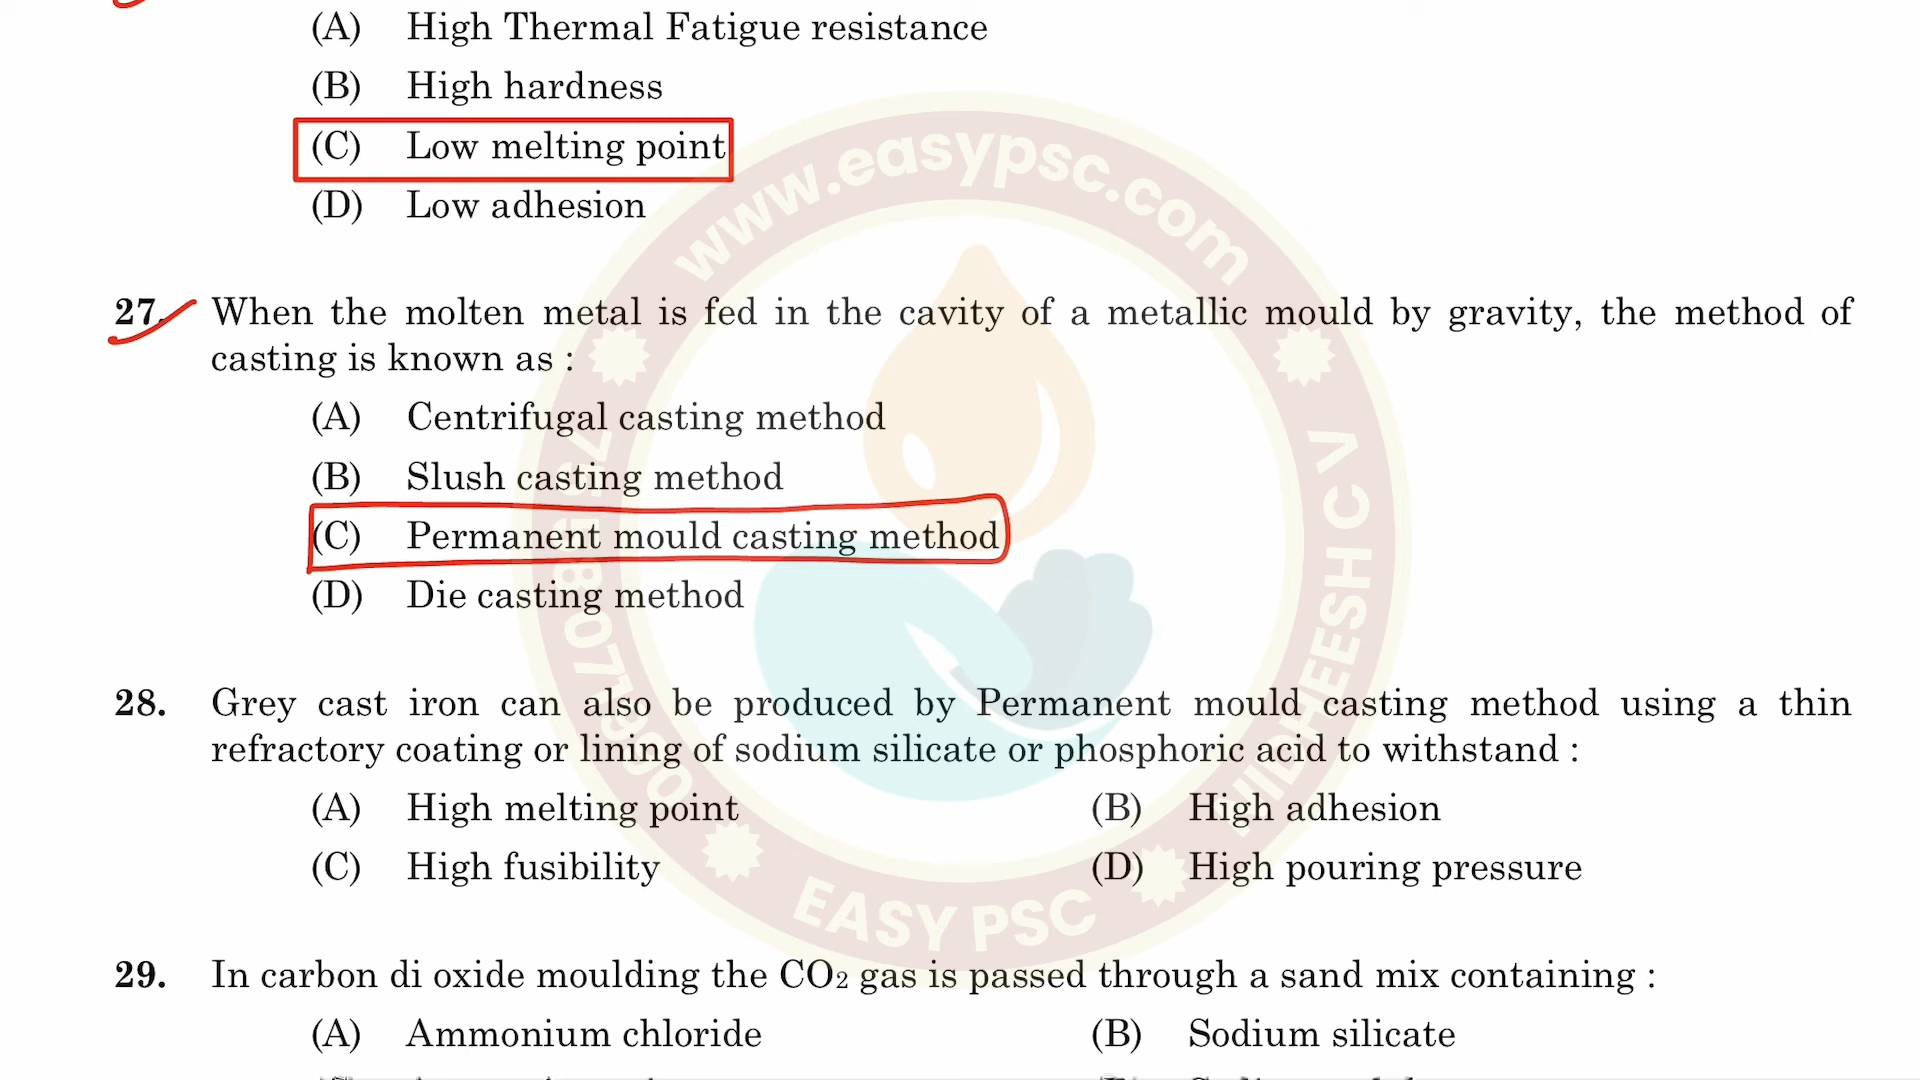 (A) High Thermal Fatigue resistance
(B) High hardness
(C) Low melting point
(D) Low adhesion
27. When the molten metal is fed in the cavity of a metallic mould by gravity, the method of
casting is known as :
(A) Centrifugal casting method
(B) Slush casting method
(C) Permanent mould casting method
(D) Die casting method
28. Grey cast iron can also be produced by Permanent mould casting method using a thin
refractory coating or lining of sodium silicate or phosphoric acid to withstand :
(A) High melting point (B) High adhesion
(C) High fusibility (D) High pouring pressure
29. In carbon di oxide moulding the CO2 gas is passed through a sand mix containing :
(A) Ammonium chloride (B) Sodium silicate
www.easypsc.com
JIDHEESH C V
EASY PSC